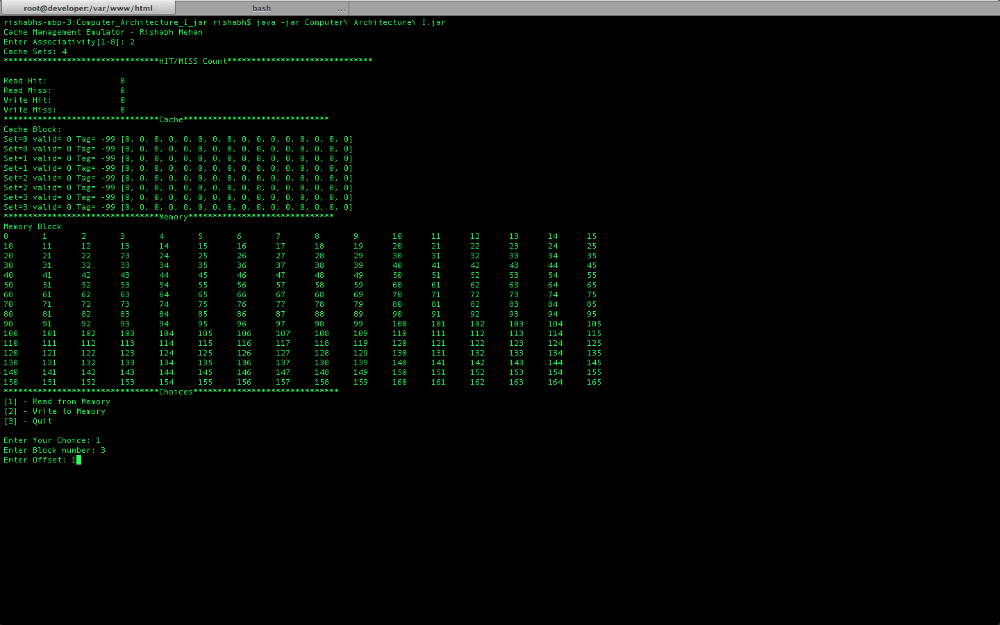 root@developer:/var/www/html bash ...
rishabhs-mbp-3:Computer_Architecture_I_jar rishabh$ java -jar Computer\ Architecture\ I.jar
Cache Management Emulator - Rishabh Mehan
Enter Associativity[1-8]: 2
Cache Sets: 4
********************************HIT/MISS Count******************************

Read Hit: 0
Read Miss: 0
Write Hit: 0
Write Miss: 0
********************************Cache******************************
Cache Block:
Set=0 valid= 0 Tag= -99 [0, 0, 0, 0, 0, 0, 0, 0, 0, 0, 0, 0, 0, 0, 0, 0]
Set=0 valid= 0 Tag= -99 [0, 0, 0, 0, 0, 0, 0, 0, 0, 0, 0, 0, 0, 0, 0, 0]
Set=1 valid= 0 Tag= -99 [0, 0, 0, 0, 0, 0, 0, 0, 0, 0, 0, 0, 0, 0, 0, 0]
Set=1 valid= 0 Tag= -99 [0, 0, 0, 0, 0, 0, 0, 0, 0, 0, 0, 0, 0, 0, 0, 0]
Set=2 valid= 0 Tag= -99 [0, 0, 0, 0, 0, 0, 0, 0, 0, 0, 0, 0, 0, 0, 0, 0]
Set=2 valid= 0 Tag= -99 [0, 0, 0, 0, 0, 0, 0, 0, 0, 0, 0, 0, 0, 0, 0, 0]
Set=3 valid= 0 Tag= -99 [0, 0, 0, 0, 0, 0, 0, 0, 0, 0, 0, 0, 0, 0, 0, 0]
Set=3 valid= 0 Tag= -99 [0, 0, 0, 0, 0, 0, 0, 0, 0, 0, 0, 0, 0, 0, 0, 0]
********************************Memory******************************
Memory Block
0 1 2 3 4 5 6 7 8 9 10 11 12 13 14 15
10 11 12 13 14 15 16 17 18 19 20 21 22 23 24 25
20 21 22 23 24 25 26 27 28 29 30 31 32 33 34 35
30 31 32 33 34 35 36 37 38 39 40 41 42 43 44 45
40 41 42 43 44 45 46 47 48 49 50 51 52 53 54 55
50 51 52 53 54 55 56 57 58 59 60 61 62 63 64 65
60 61 62 63 64 65 66 67 68 69 70 71 72 73 74 75
70 71 72 73 74 75 76 77 78 79 80 81 82 83 84 85
80 81 82 83 84 85 86 87 88 89 90 91 92 93 94 95
90 91 92 93 94 95 96 97 98 99 100 101 102 103 104 105
100 101 102 103 104 105 106 107 108 109 110 111 112 113 114 115
110 111 112 113 114 115 116 117 118 119 120 121 122 123 124 125
120 121 122 123 124 125 126 127 128 129 130 131 132 133 134 135
130 131 132 133 134 135 136 137 138 139 140 141 142 143 144 145
140 141 142 143 144 145 146 147 148 149 150 151 152 153 154 155
150 151 152 153 154 155 156 157 158 159 160 161 162 163 164 165
********************************Choices******************************
[1] - Read from Memory
[2] - Write to Memory
[3] - Quit

Enter Your Choice: 1
Enter Block number: 3
Enter Offset: 1